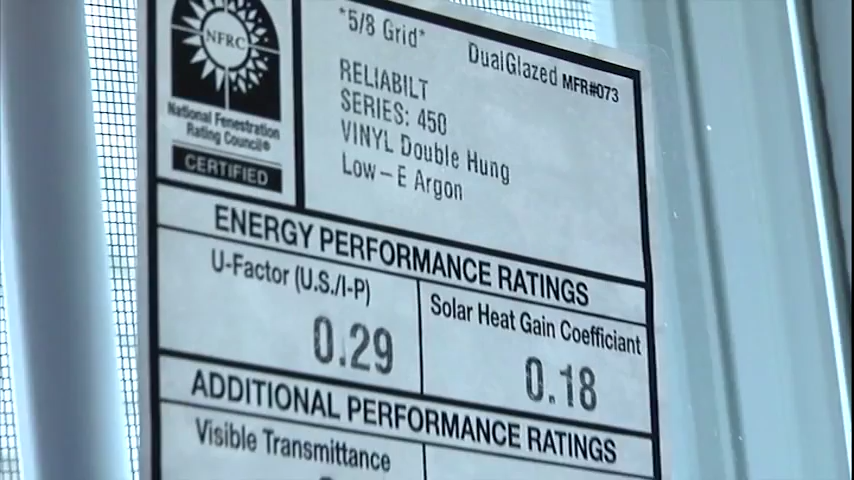 NFRC
National Fenestration
Rating Council®
CERTIFIED
*5/8 Grid*
DualGlazed MFR#073
RELIABILT
SERIES: 450
VINYL Double Hung
Low-E Argon
ENERGY PERFORMANCE RATINGS
U-Factor (U.S./I-P)
0.29
Solar Heat Gain Coefficiant
0.18
ADDITIONAL PERFORMANCE RATINGS
Visible Transmittance